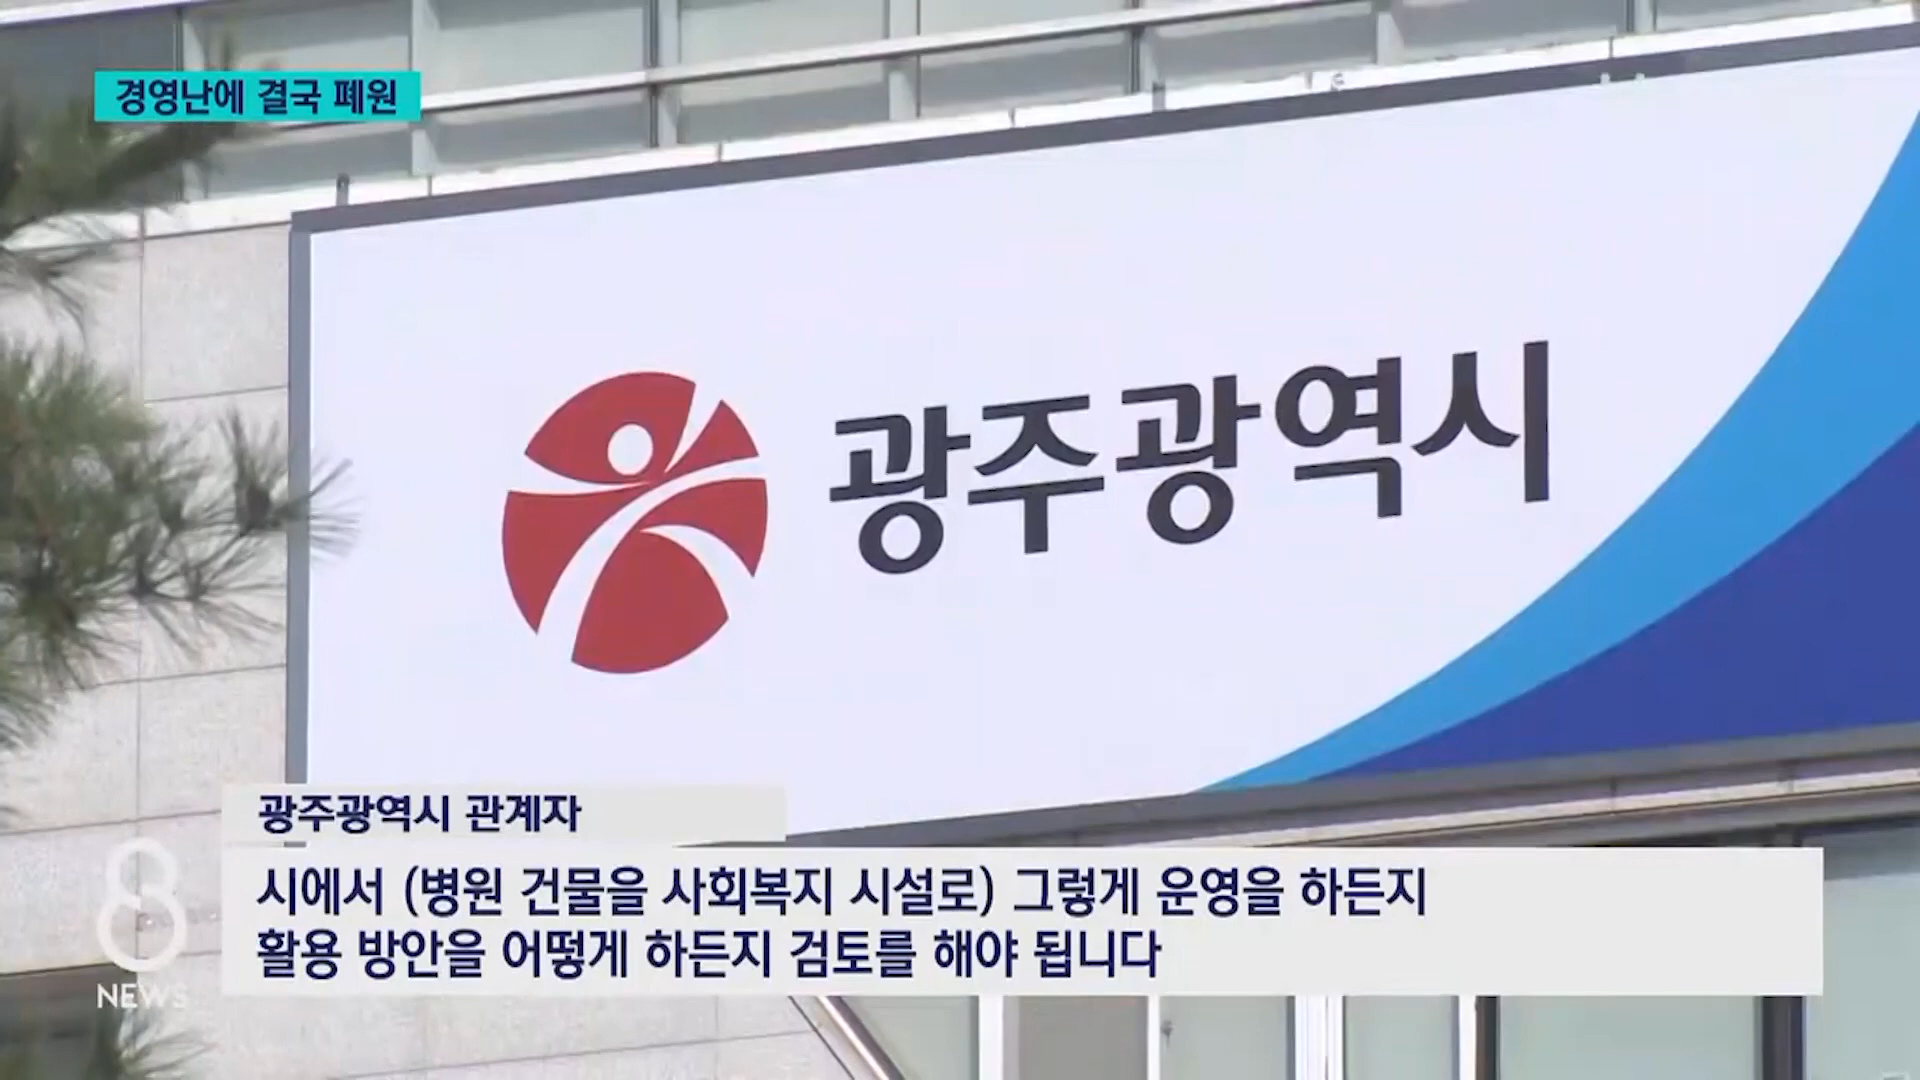 경영난에 결국 폐원
광주광역시
광주광역시 관계자
시에서 (병원 건물을 사회복지 시설로) 그렇게 운영을 하든지
활용 방안을 어떻게 하든지 검토를 해야 됩니다
8
NEWS